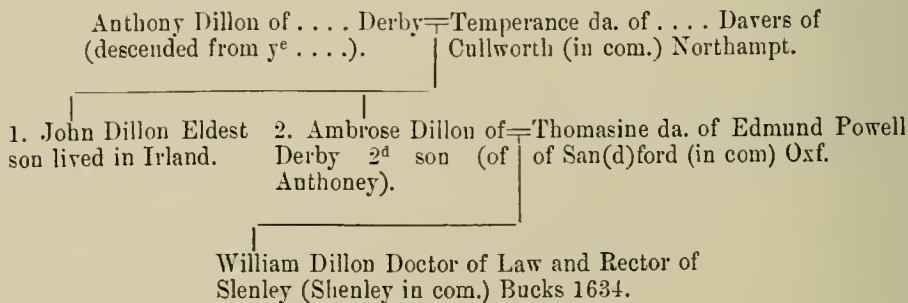 Anthony Dillon of . . . . Derby=Temperance da. of . . . . Davers of
(descended from yᵉ . . . .). Cullworth (in com.) Northampt.
1. John Dillon Eldest 2. Ambrose Dillon of=Thomasine da. of Edmund Powell
son lived in Irland. Derby 2ᵈ son (of of San(d)ford (in com) Oxf.
Anthoney).
William Dillon Doctor of Law and Rector of
Slenley (Shenley in com.) Bucks 1634.